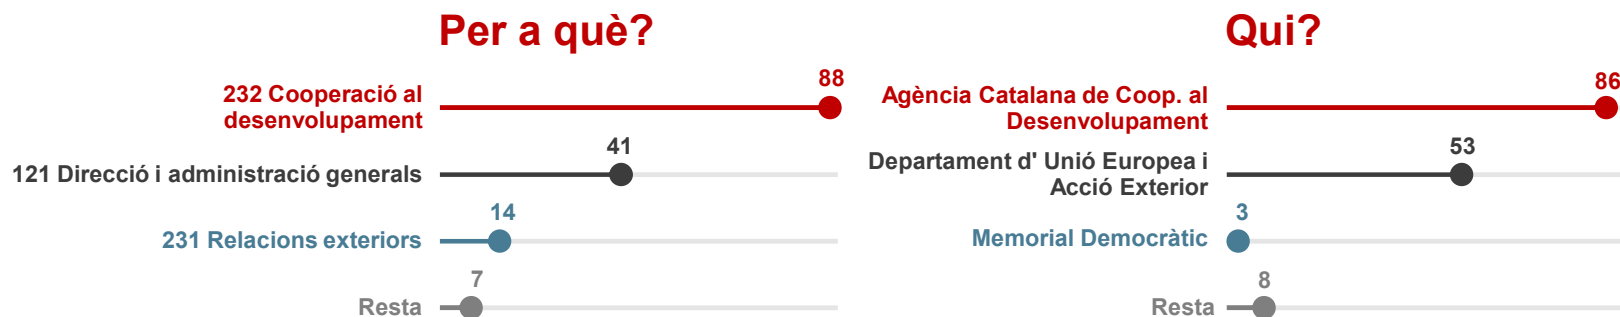 Per a què?
232 Cooperació al
desenvolupament
88
121 Direcció i administració generals
41
231 Relacions exteriors
14
Resta
7
Qui?
Agència Catalana de Coop. al
Desenvolupament
86
Departament d' Unió Europea i
Acció Exterior
53
Memorial Democràtic
3
Resta
8